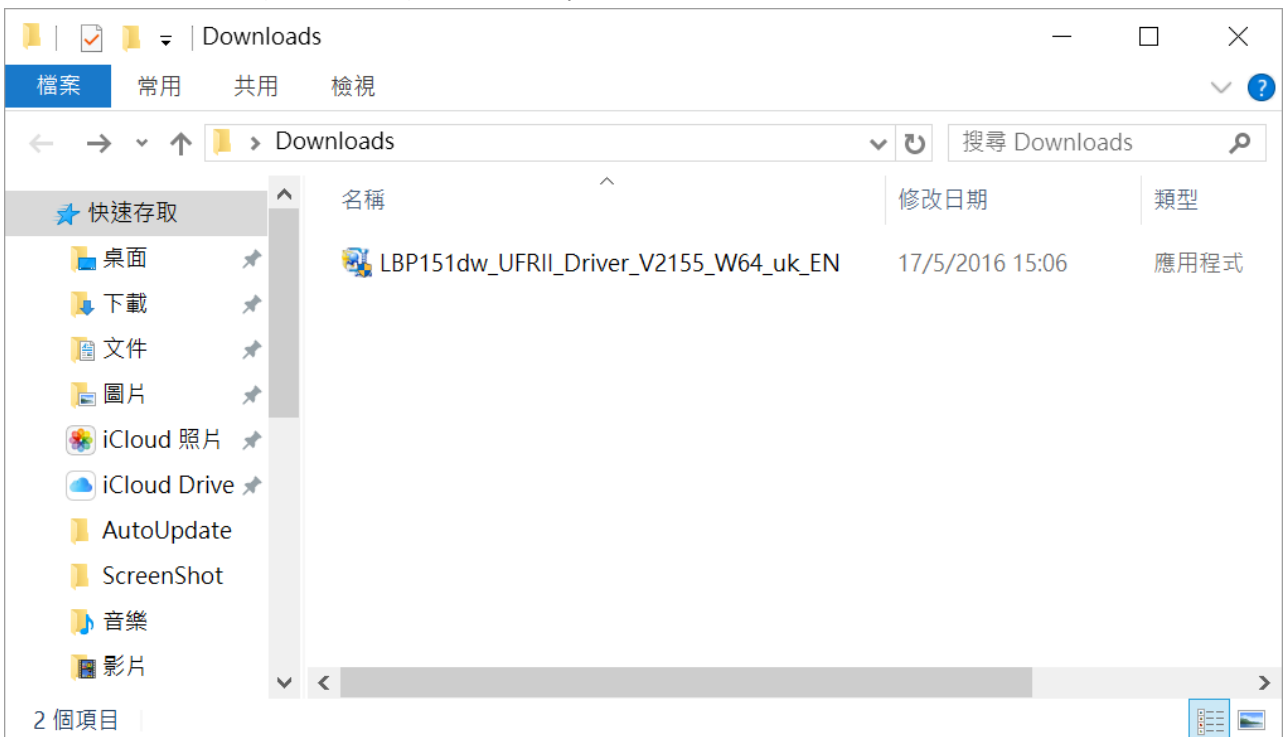 Downloads
檔案 常用 共用 檢視
Downloads 搜尋 Downloads
名稱 修改日期 類型
快速存取
桌面
LBP151dw_UFRII_Driver_V2155_W64_uk_EN 17/5/2016 15:06 應用程式
下載
文件
圖片
iCloud 照片
iCloud Drive
AutoUpdate
ScreenShot
音樂
影片
2 個項目